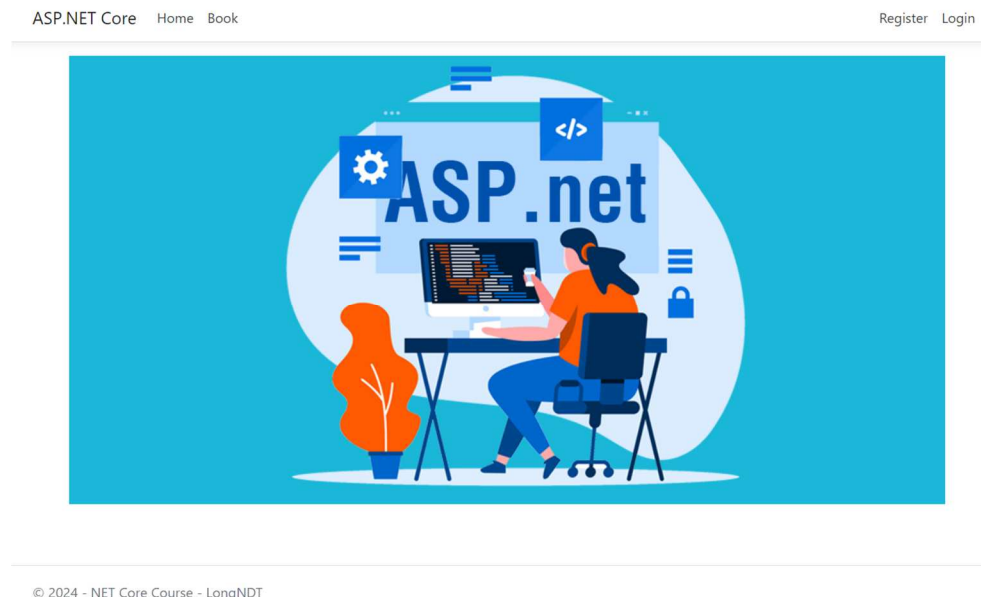 ASP.NET Core Home Book Register Login
</>
ASP.net
© 2024 - NET Core Course - LongNDT